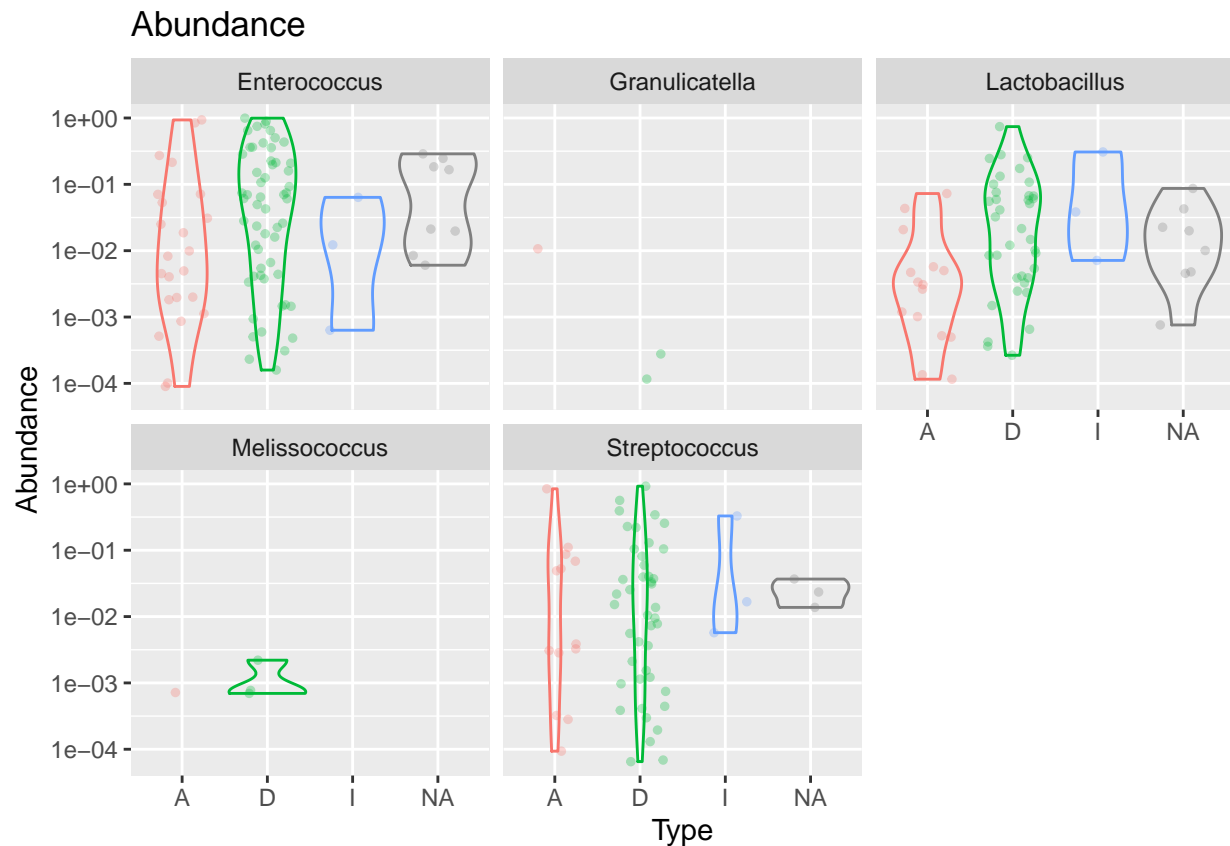 Abundance
Enterococcus
Granulicatella
Lactobacillus
1e+00
1e−01
1e−02
1e−03
1e−04
A
D
I
NA
Melissococcus
Streptococcus
Abundance
1e+00
1e−01
1e−02
1e−03
1e−04
A
D
I
NA
A
D
I
NA
Type